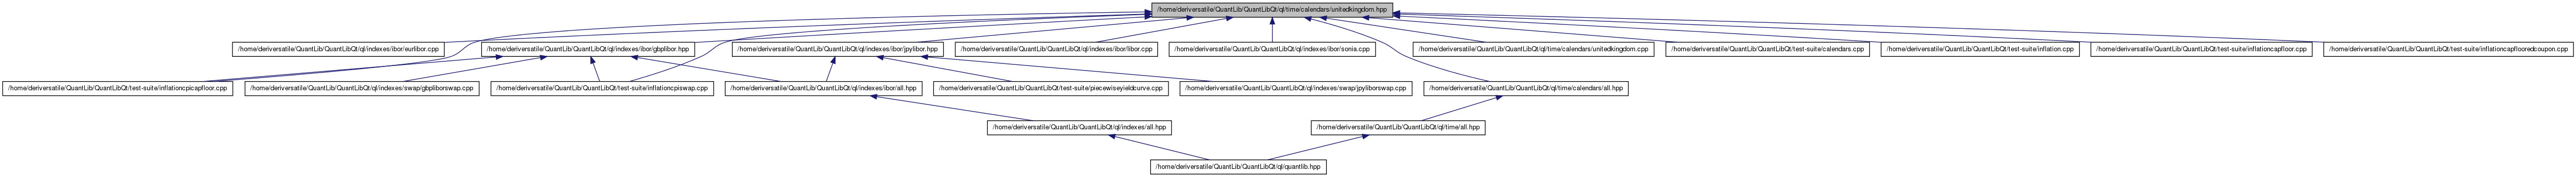 /home/deriversatile/QuantLib/QuantLibQt/ql/time/calendars/unitedkingdom.hpp
/home/deriversatile/QuantLib/QuantLibQt/ql/indexes/ibor/eurlibor.cpp
/home/deriversatile/QuantLib/QuantLibQt/ql/indexes/ibor/gbplibor.hpp
/home/deriversatile/QuantLib/QuantLibQt/ql/indexes/ibor/jpylibor.hpp
/home/deriversatile/QuantLib/QuantLibQt/ql/indexes/ibor/libor.cpp
/home/deriversatile/QuantLib/QuantLibQt/ql/indexes/ibor/sonia.cpp
/home/deriversatile/QuantLib/QuantLibQt/ql/time/calendars/unitedkingdom.cpp
/home/deriversatile/QuantLib/QuantLibQt/test-suite/calendars.cpp
/home/deriversatile/QuantLib/QuantLibQt/test-suite/inflation.cpp
/home/deriversatile/QuantLib/QuantLibQt/test-suite/inflationcapfloor.cpp
/home/deriversatile/QuantLib/QuantLibQt/test-suite/inflationcapflooredcoupon.cpp
/home/deriversatile/QuantLib/QuantLibQt/test-suite/inflationcpicapfloor.cpp
/home/deriversatile/QuantLib/QuantLibQt/ql/indexes/swap/gbpliborswap.cpp
/home/deriversatile/QuantLib/QuantLibQt/test-suite/inflationcpiswap.cpp
/home/deriversatile/QuantLib/QuantLibQt/ql/indexes/ibor/all.hpp
/home/deriversatile/QuantLib/QuantLibQt/test-suite/piecewiseyieldcurve.cpp
/home/deriversatile/QuantLib/QuantLibQt/ql/indexes/swap/jpyliborswap.cpp
/home/deriversatile/QuantLib/QuantLibQt/ql/time/calendars/all.hpp
/home/deriversatile/QuantLib/QuantLibQt/ql/indexes/all.hpp
/home/deriversatile/QuantLib/QuantLibQt/ql/time/all.hpp
/home/deriversatile/QuantLib/QuantLibQt/ql/quantlib.hpp